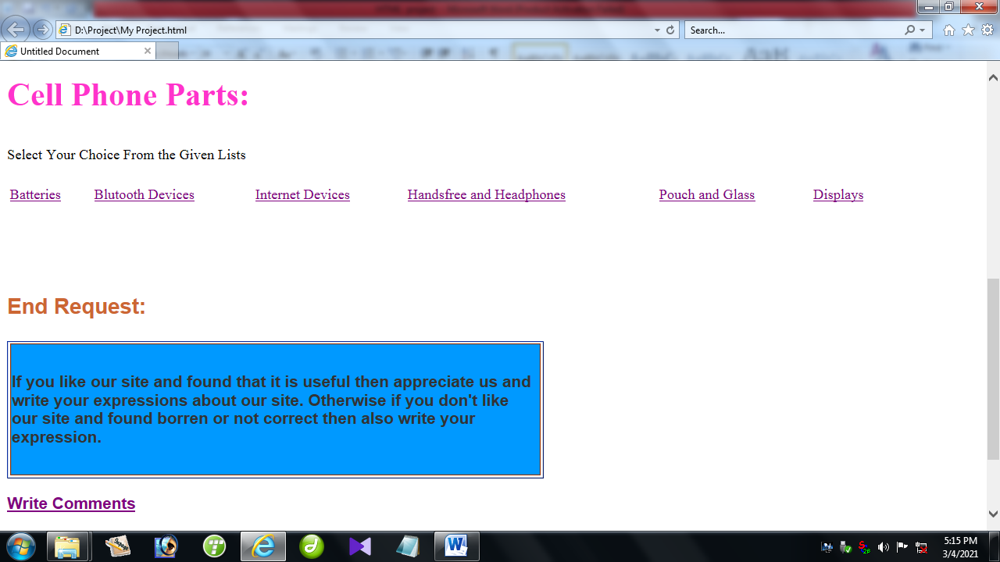 D:\Project\My Project.html
Search...
Untitled Document
Cell Phone Parts:
Select Your Choice From the Given Lists
Batteries Blutooth Devices Internet Devices Handsfree and Headphones Pouch and Glass Displays
End Request:
If you like our site and found that it is useful then appreciate us and
write your expressions about our site. Otherwise if you don't like
our site and found borren or not correct then also write your
expression.
Write Comments
5:15 PM
3/4/2021